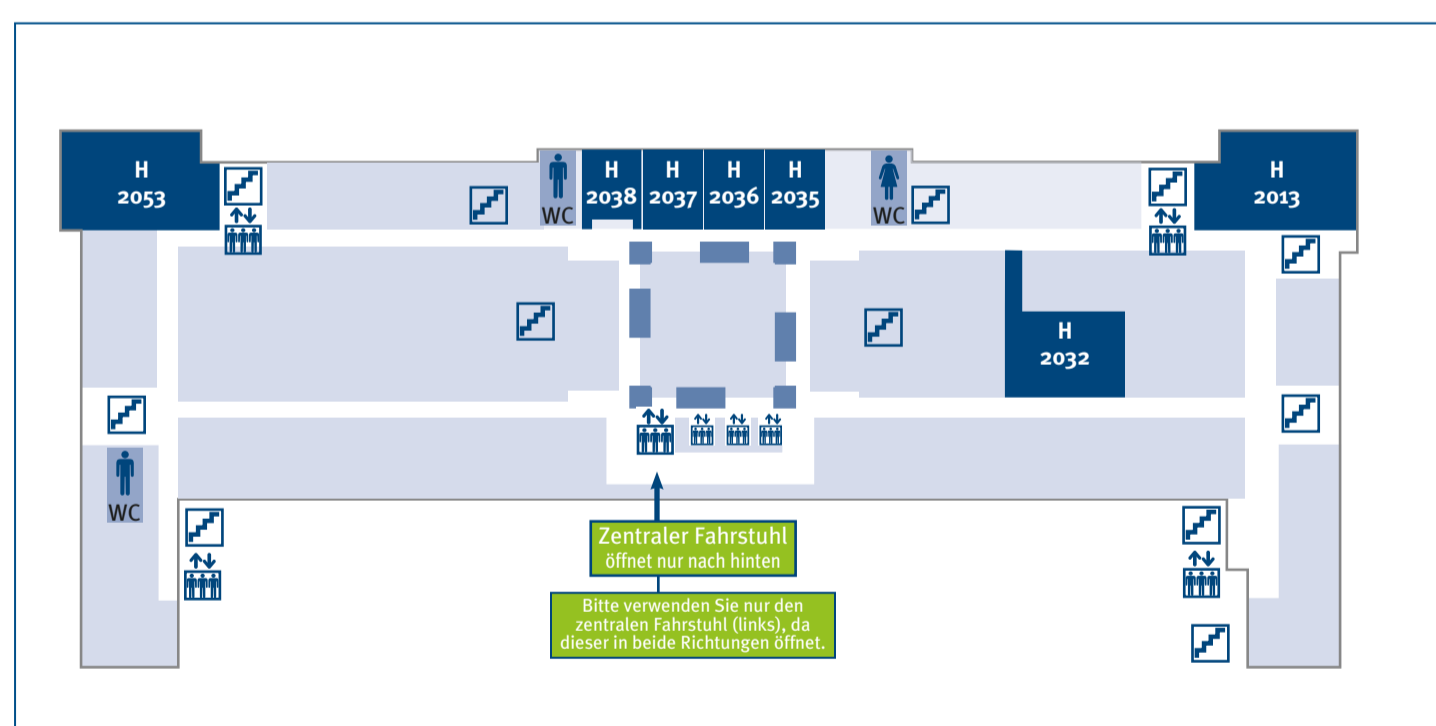 H
2053
WC
H
2038
H
2037
H
2036
H
2035
WC
H
2013
H
2032
WC
Zentraler Fahrstuhl
öffnet nur nach hinten
Bitte verwenden Sie nur den
zentralen Fahrstuhl (links), da
dieser in beide Richtungen öffnet.